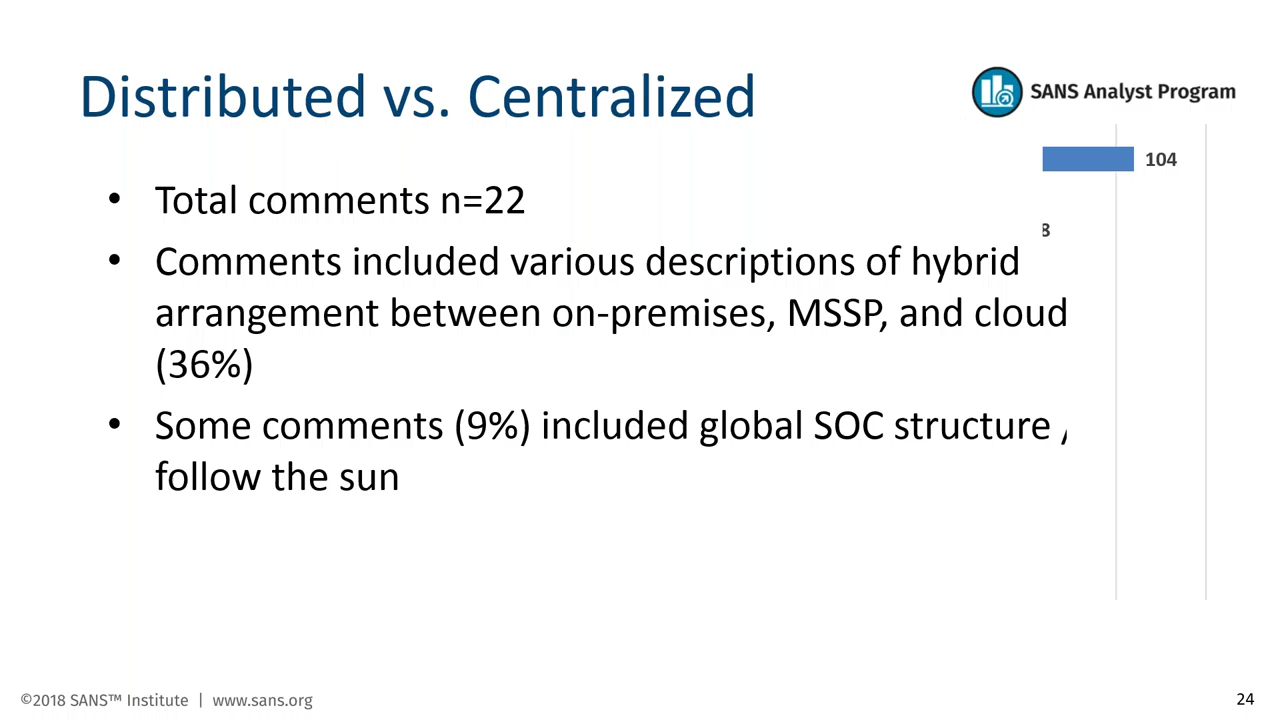 Distributed vs. Centralized
SANS Analyst Program
104
8
• Total comments n=22
• Comments included various descriptions of hybrid
arrangement between on-premises, MSSP, and cloud
(36%)
• Some comments (9%) included global SOC structure /
follow the sun
©2018 SANS™ Institute | www.sans.org
24